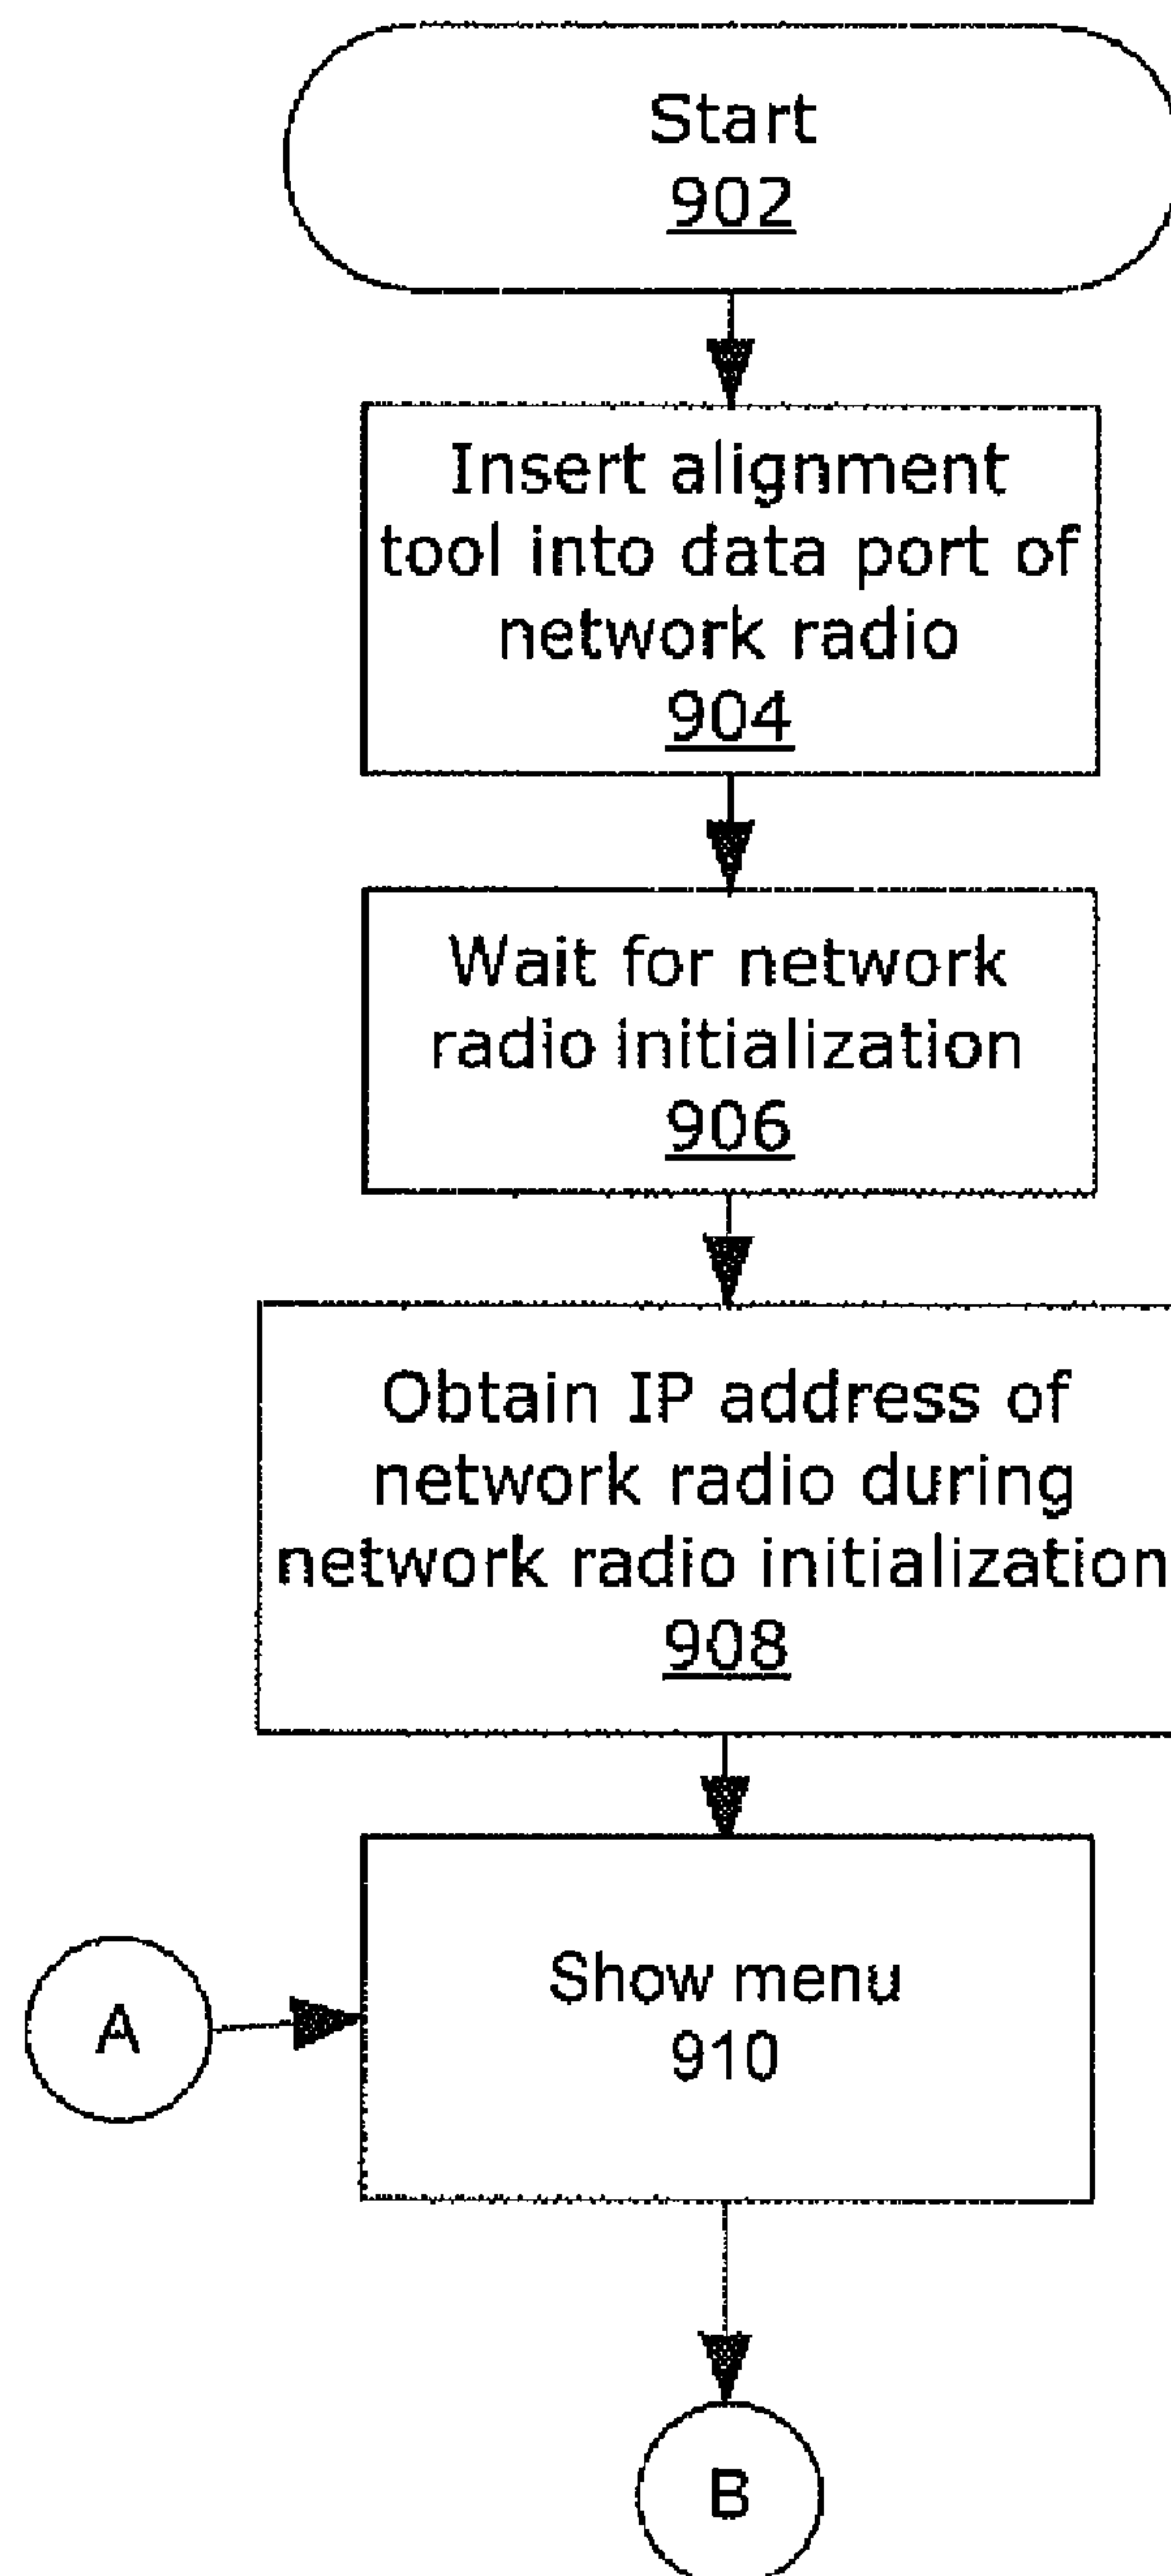 Start
902
Insert alignment
tool into data port of
network radio
904
Wait for network
radio initialization
906
Obtain IP address of
network radio during
network radio initialization
908
Show menu
910
A
B